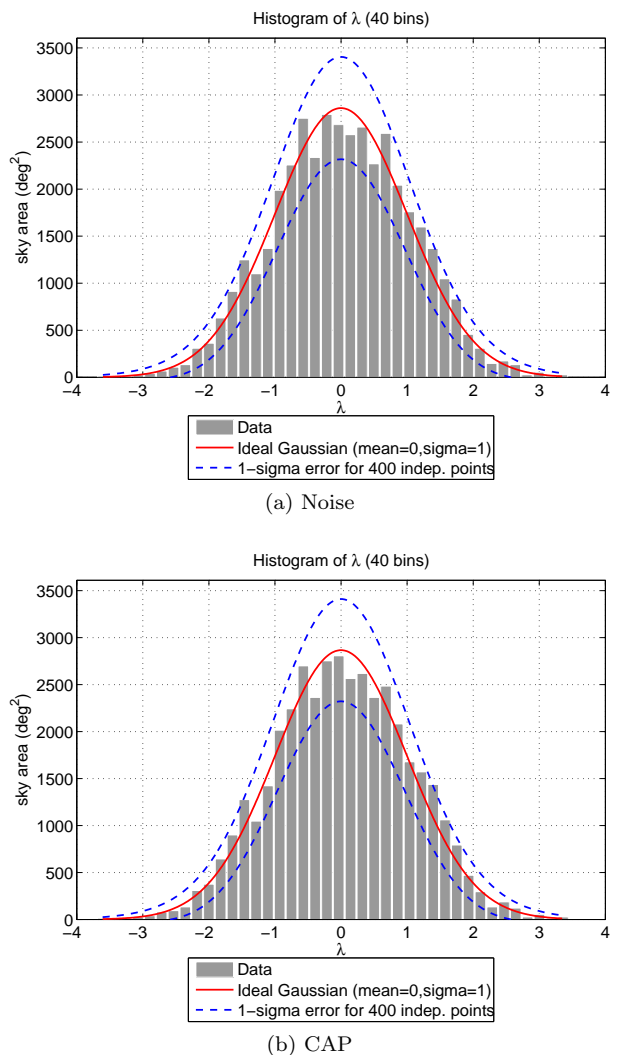 Histogram of λ (40 bins)
3500
3000
2500
2000
1500
1000
500
0
sky area (deg²)
−4 −3 −2 −1 0 1 2 3 4
λ
Data
Ideal Gaussian (mean=0,sigma=1)
1−sigma error for 400 indep. points
(a) Noise
Histogram of λ (40 bins)
3500
3000
2500
2000
1500
1000
500
0
sky area (deg²)
−4 −3 −2 −1 0 1 2 3 4
λ
Data
Ideal Gaussian (mean=0,sigma=1)
1−sigma error for 400 indep. points
(b) CAP